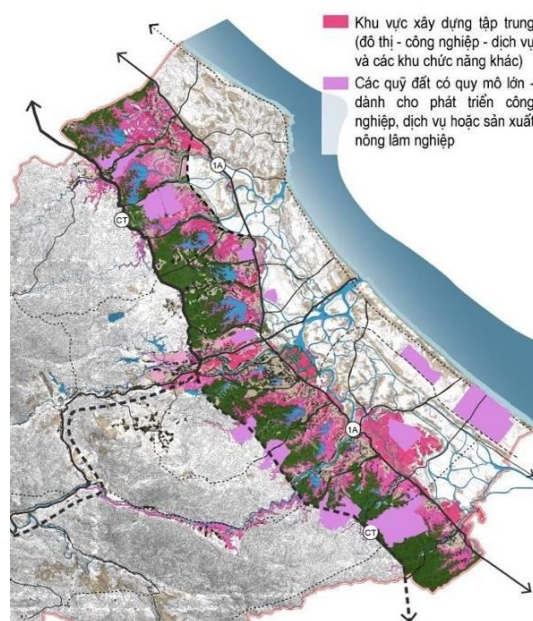 Khu vực xây dựng tập trung
(đô thị - công nghiệp - dịch vụ
và các khu chức năng khác)
Các quỹ đất có quy mô lớn -
dành cho phát triển công
nghiệp, dịch vụ hoặc sản xuất
nông lâm nghiệp
1A
CT
1A
CT